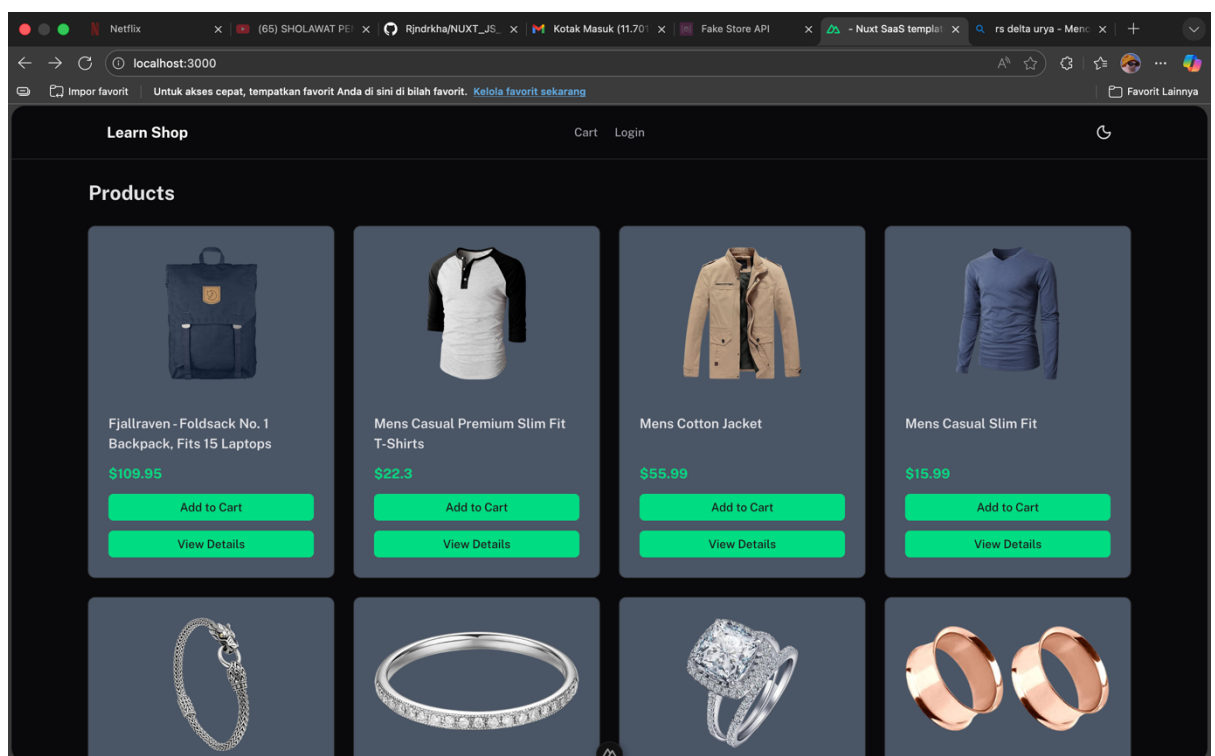 Netflix
(65) SHOLAWAT PE
Rjndrkha/NUXT_JS_
Kotak Masuk (11.701
Fake Store API
- Nuxt SaaS templat
rs delta urya - Menc
localhost:3000
Impor favorit
Untuk akses cepat, tempatkan favorit Anda di sini di bilah favorit. Kelola favorit sekarang
Favorit Lainnya
Learn Shop
Cart
Login
Products
Fjallraven - Foldsack No. 1
Backpack, Fits 15 Laptops
$109.95
Add to Cart
View Details
Mens Casual Premium Slim Fit
T-Shirts
$22.3
Add to Cart
View Details
Mens Cotton Jacket
$55.99
Add to Cart
View Details
Mens Casual Slim Fit
$15.99
Add to Cart
View Details